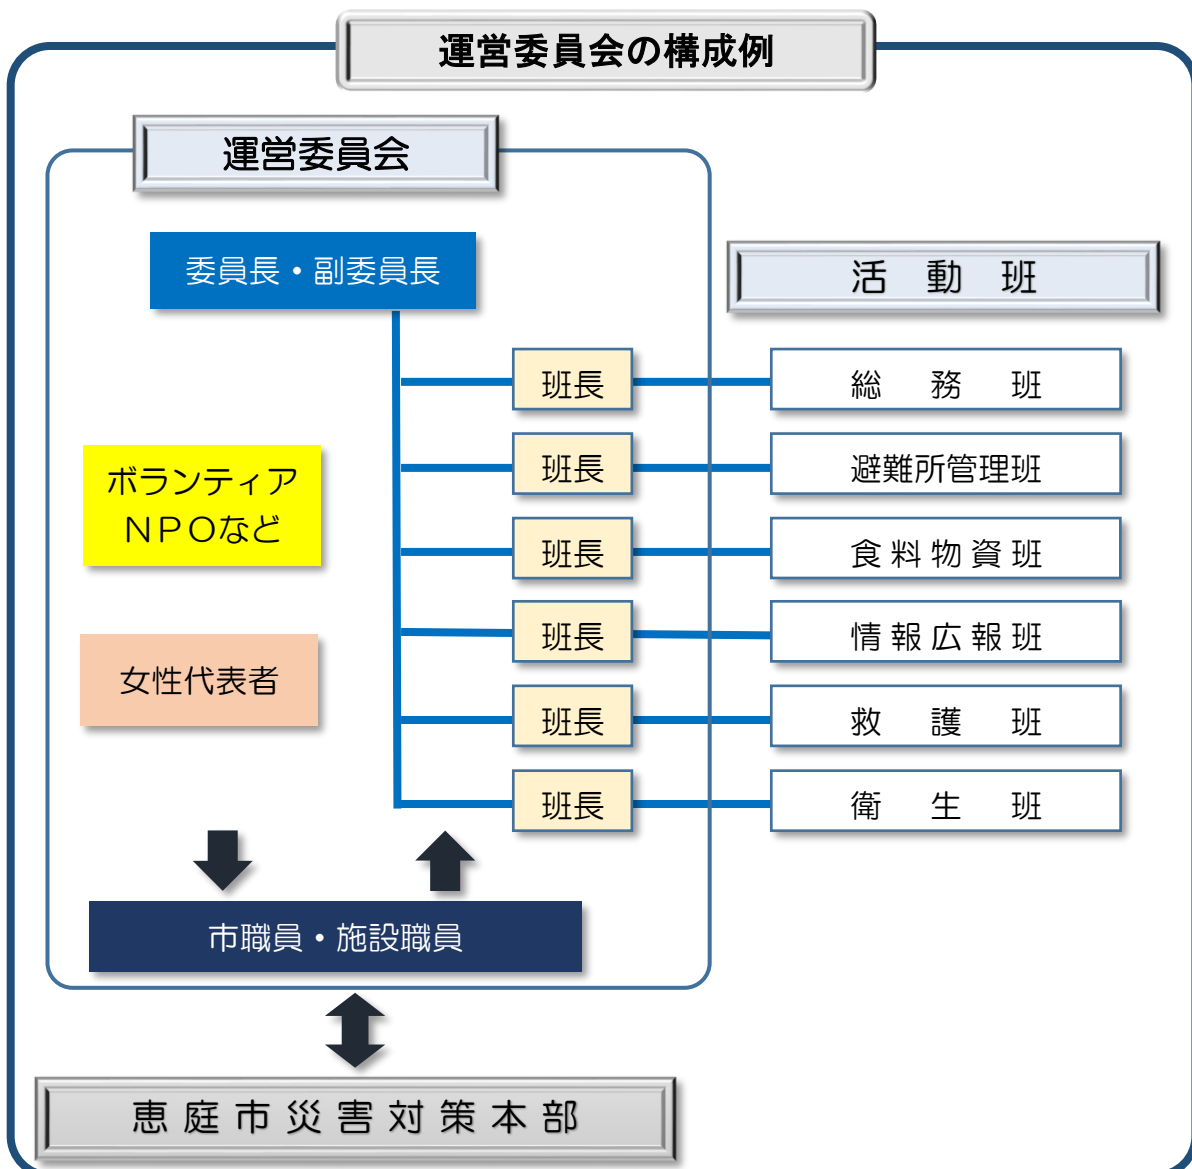 運営委員会の構成例
運営委員会
委員長・副委員長
活動班
班長 総務班
班長 避難所管理班
ボランティア
NPOなど
班長 食料物資班
班長 情報広報班
女性代表者
班長 救護班
班長 衛生班
市職員・施設職員
恵庭市災害対策本部